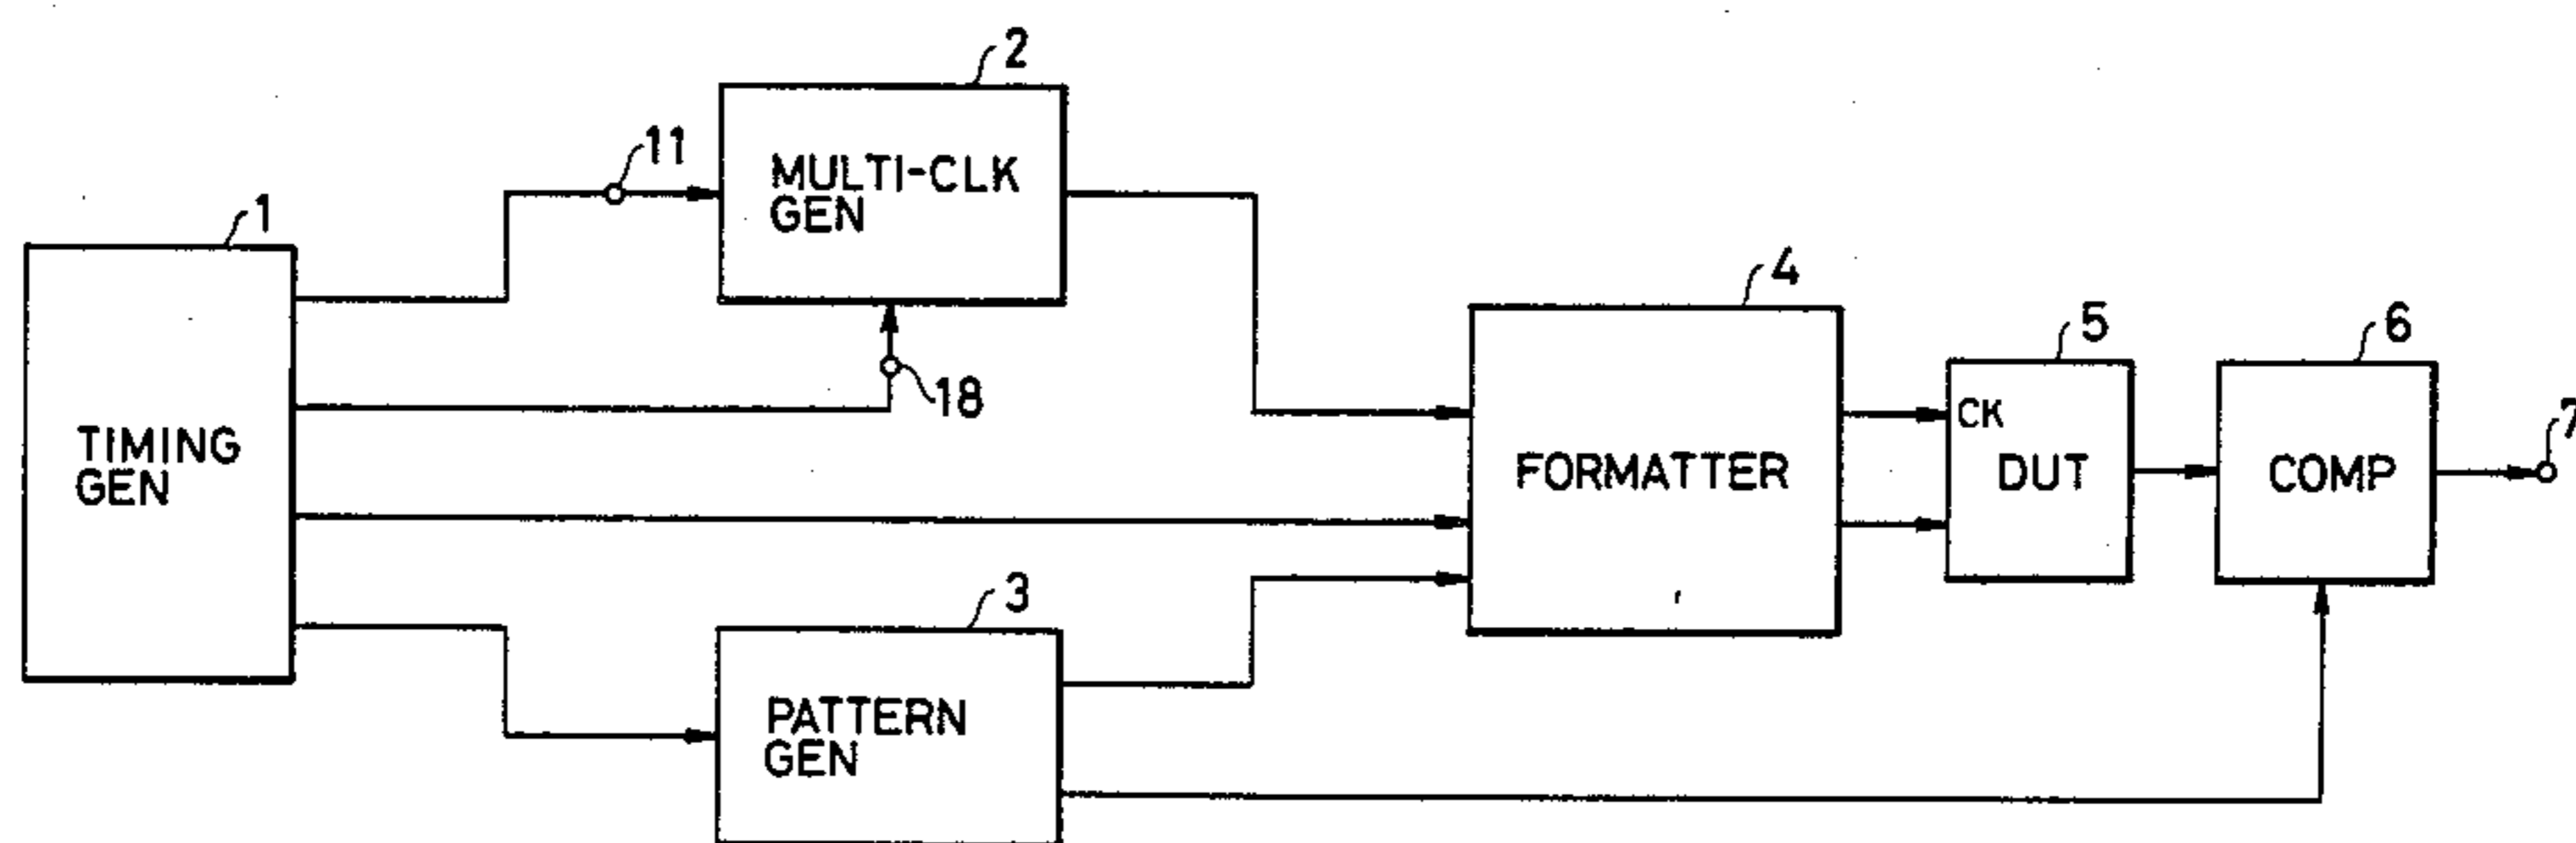 2
11
MULTI-CLK
GEN
1
4
5
6
18
CK
7
TIMING
GEN
FORMATTER
DUT
COMP
3
PATTERN
GEN